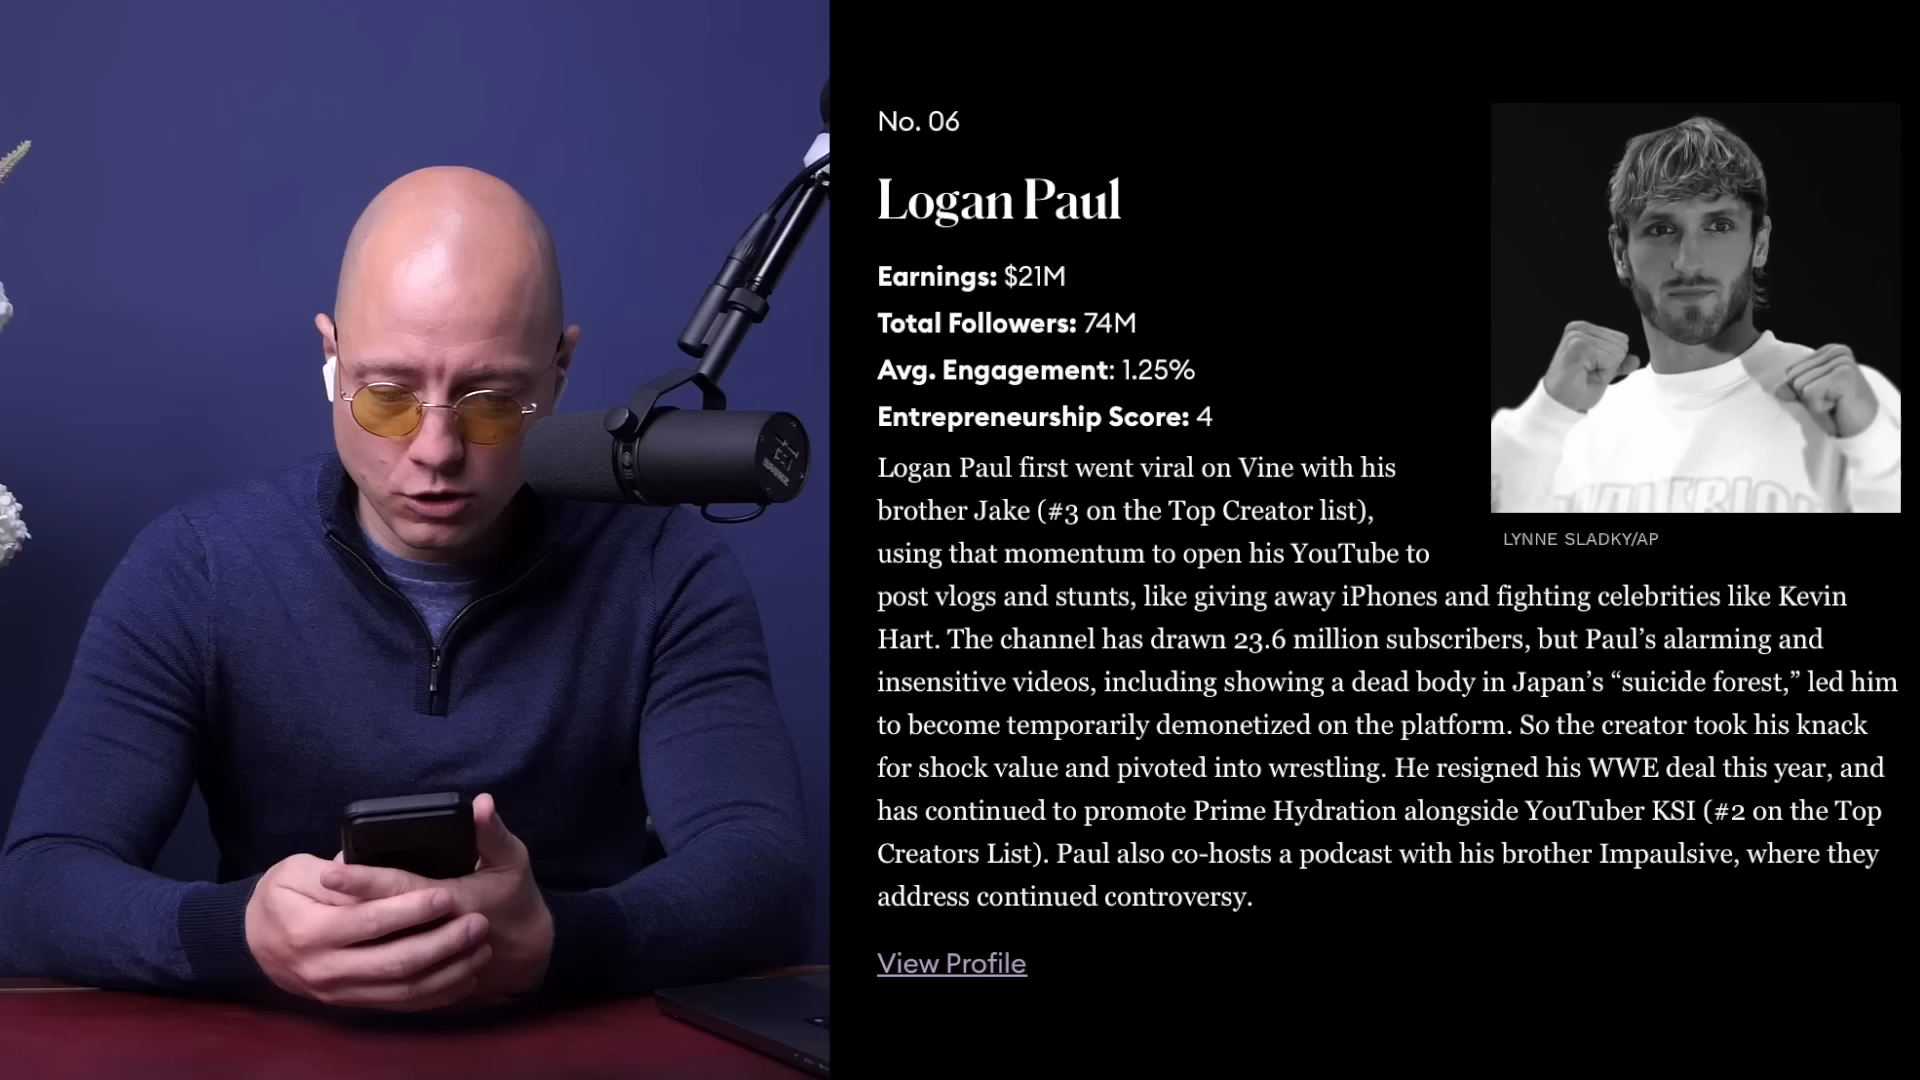 No. 06
Logan Paul
Earnings: $21M
Total Followers: 74M
Avg. Engagement: 1.25%
Entrepreneurship Score: 4
Logan Paul first went viral on Vine with his
brother Jake (#3 on the Top Creator list),
using that momentum to open his YouTube to
post vlogs and stunts, like giving away iPhones and fighting celebrities like Kevin
Hart. The channel has drawn 23.6 million subscribers, but Paul’s alarming and
insensitive videos, including showing a dead body in Japan’s “suicide forest,” led him
to become temporarily demonetized on the platform. So the creator took his knack
for shock value and pivoted into wrestling. He resigned his WWE deal this year, and
has continued to promote Prime Hydration alongside YouTuber KSI (#2 on the Top
Creators List). Paul also co-hosts a podcast with his brother Impaulsive, where they
address continued controversy.
View Profile
LYNNE SLADKY/AP